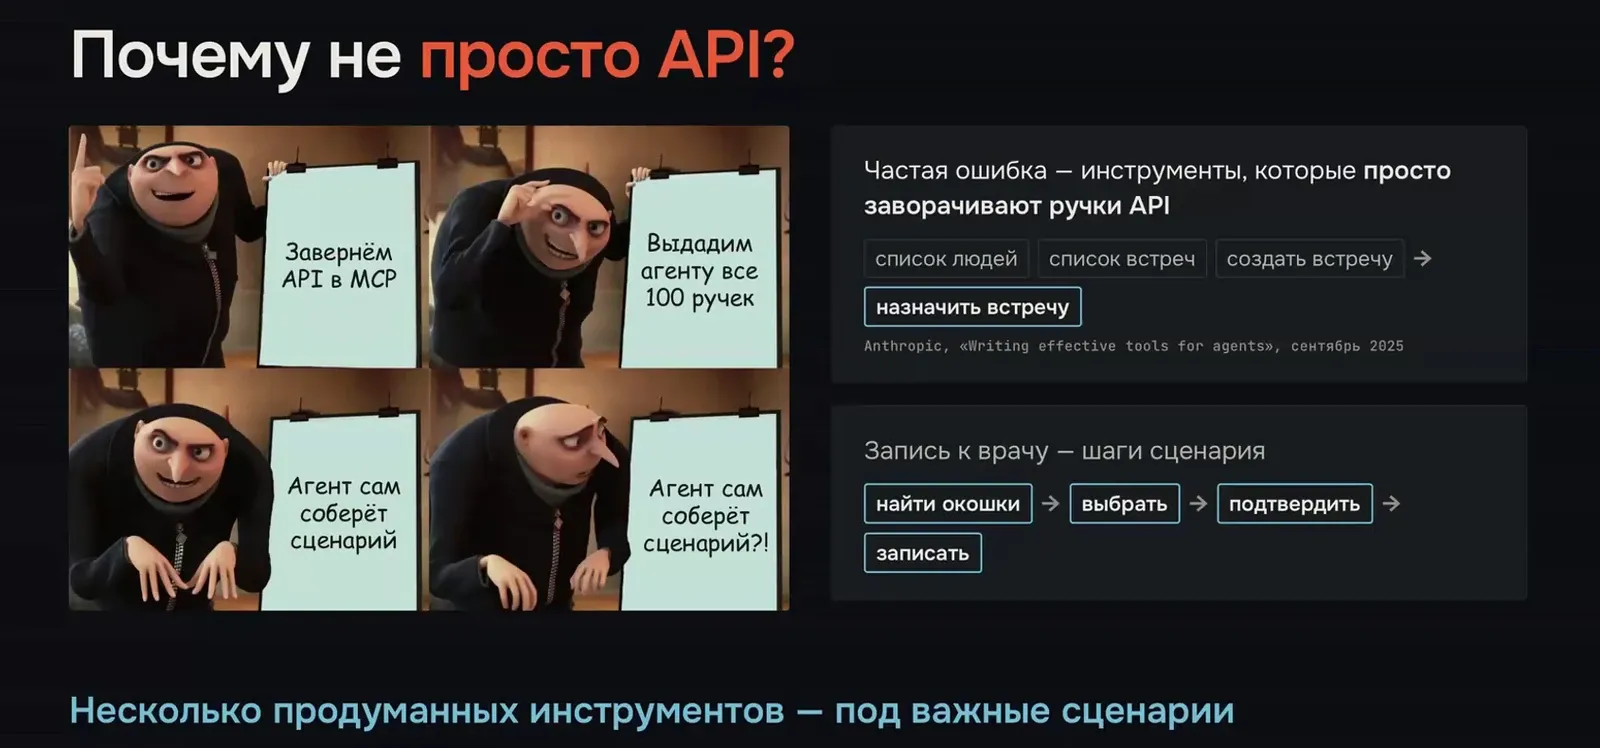 Почему не просто API?
Завернём
API в MCP
Выдадим
агенту все
100 ручек
Агент сам
соберёт
сценарий
Агент сам
соберёт
сценарий?!
Частая ошибка — инструменты, которые просто
заворачивают ручки API
список людей список встреч создать встречу →
назначить встречу
Anthropic, «Writing effective tools for agents», сентябрь 2025
Запись к врачу — шаги сценария
найти окошки → выбрать → подтвердить →
записать
Несколько продуманных инструментов — под важные сценарии